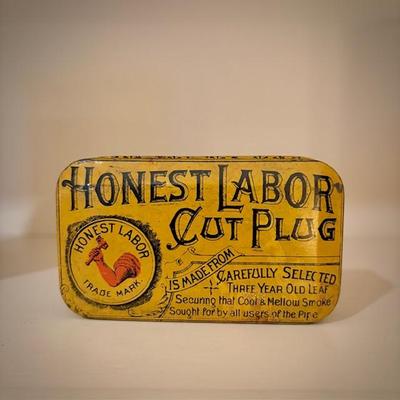 HONEST LABOR
CUT PLUG
HONEST LABOR
TRADE MARK
IS MADE FROM
CAREFULLY SELECTED
THREE YEAR OLD LEAF
Securing that Cool & Mellow Smoke
Sought for by all users of the Pipe